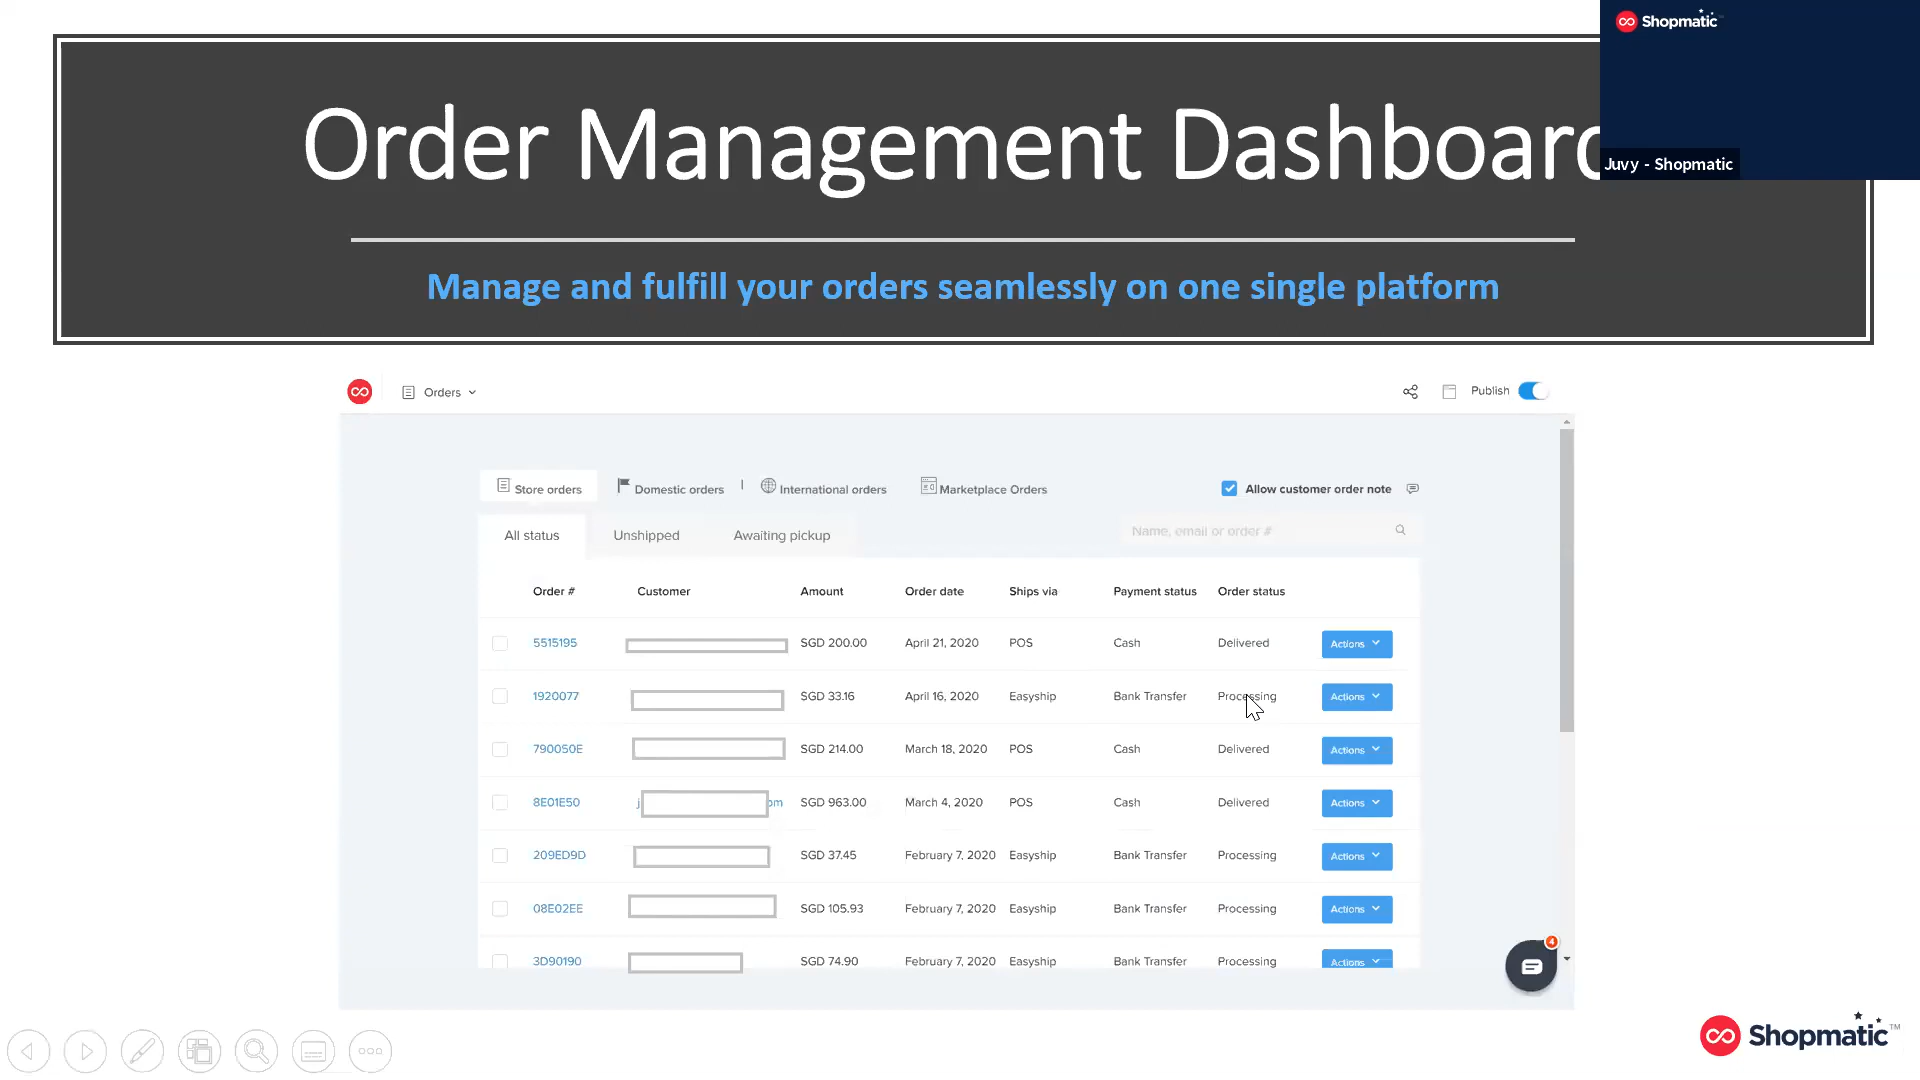 Shopmatic
Order Management Dashboard
Juvy - Shopmatic
Manage and fulfill your orders seamlessly on one single platform
Orders
Publish
Store orders Domestic orders | International orders Marketplace Orders Allow customer order note
All status Unshipped Awaiting pickup Name, email or order #
Order # Customer Amount Order date Ships via Payment status Order status
5515195 SGD 200.00 April 21, 2020 POS Cash Delivered Actions
1920077 SGD 33.16 April 16, 2020 Easyship Bank Transfer Processing Actions
790050E SGD 214.00 March 18, 2020 POS Cash Delivered Actions
8E01E50 j om SGD 963.00 March 4, 2020 POS Cash Delivered Actions
209ED9D SGD 37.45 February 7, 2020 Easyship Bank Transfer Processing Actions
08E02EE SGD 105.93 February 7, 2020 Easyship Bank Transfer Processing Actions
3D90190 SGD 74.90 February 7, 2020 Easyship Bank Transfer Processing Actions
4
Shopmatic™